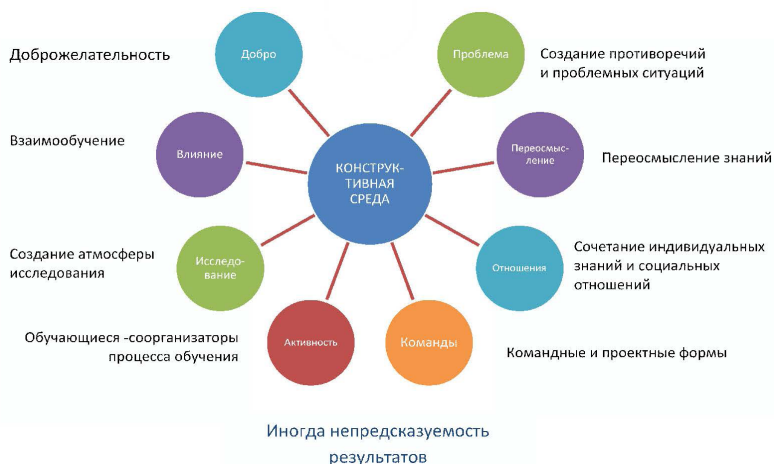 Доброжелательность
Добро
Проблема
Создание противоречий
и проблемных ситуаций
Взаимообучение
Влияние
КОНСТРУК-
ТИВНАЯ
СРЕДА
Переосмыс-
ление
Переосмысление знаний
Создание атмосферы
исследования
Исследо-
вание
Отношения
Сочетание индивидуальных
знаний и социальных
отношений
Обучающиеся -соорганизаторы
процесса обучения
Активность
Команды
Командные и проектные формы
Иногда непредсказуемость
результатов